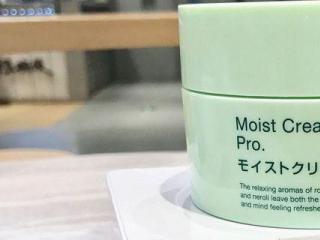 Moist Crea
Pro.
モイストクリ
The relaxing aromas of ro
and neroli leave both the
and mind feeling refreshe